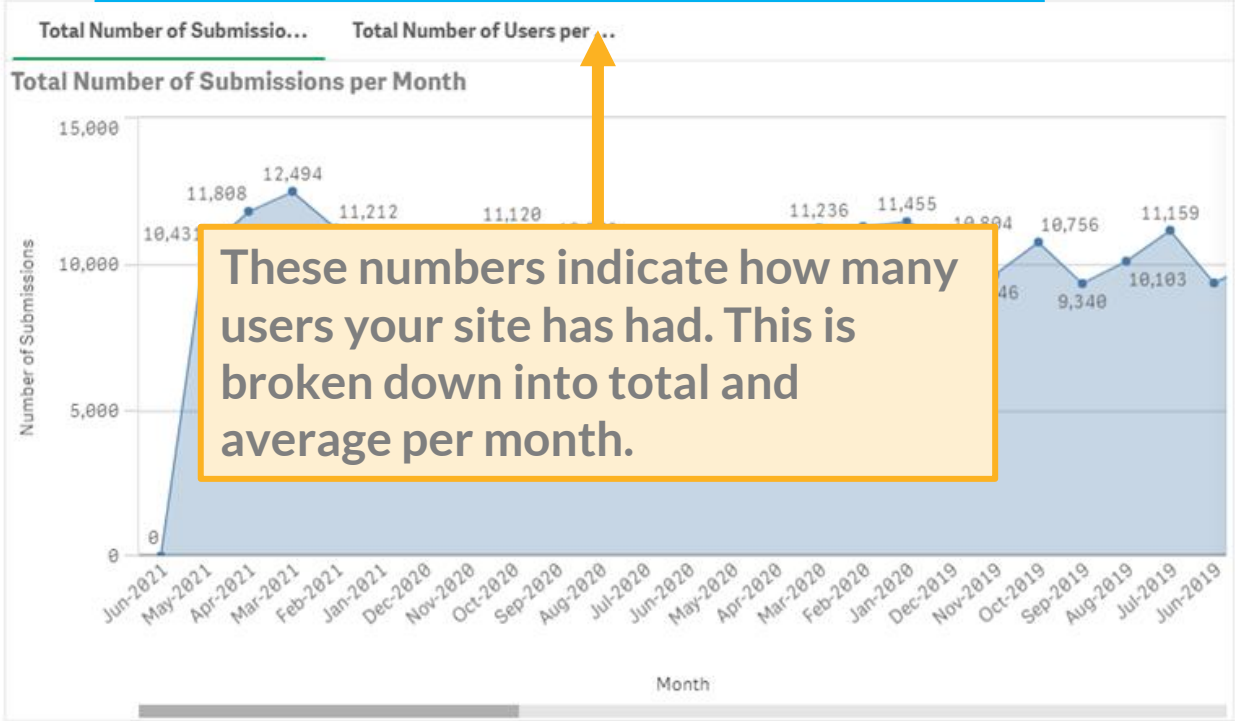 Total Number of Submissio... Total Number of Users per ...
Total Number of Submissions per Month
15,000
12,494
11,808
11,212
11,120
11,236
11,455
10,756
11,159
10,431
10,000
10,103
9,340
5,000
0
0
Number of Submissions
These numbers indicate how many
users your site has had. This is
broken down into total and
average per month.
Jun-2021 May-2021 Apr-2021 Mar-2021 Feb-2021 Jan-2021 Dec-2020 Nov-2020 Oct-2020 Sep-2020 Aug-2020 Jul-2020 Jun-2020 May-2020 Apr-2020 Mar-2020 Feb-2020 Jan-2020 Dec-2019 Nov-2019 Oct-2019 Sep-2019 Aug-2019 Jul-2019 Jun-2019
Month